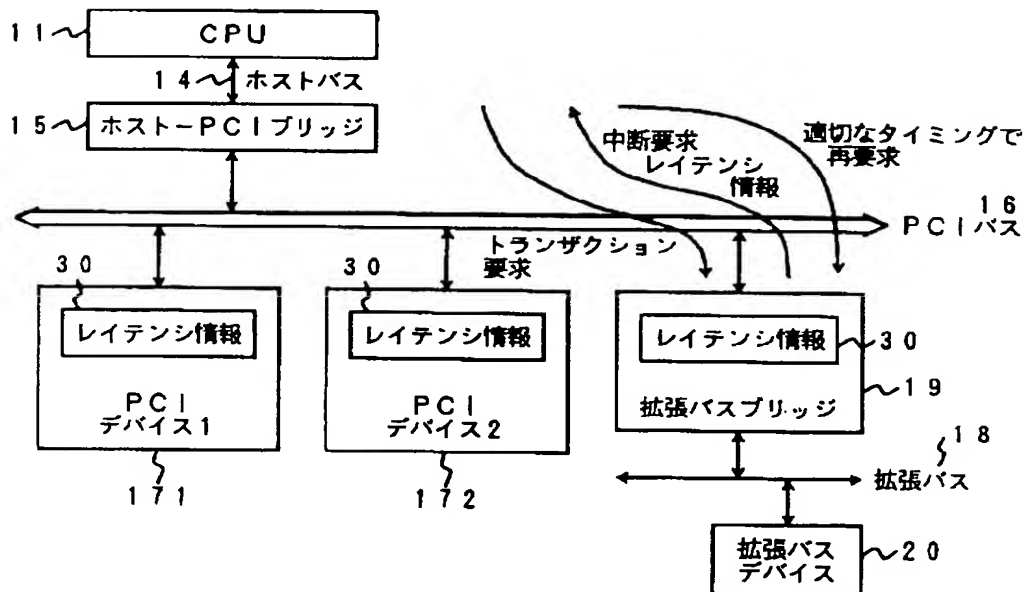 11
CPU
14
ホストバス
15
ホストーPCIブリッジ
中断要求
レイテンシ
情報
適切なタイミングで
再要求
16
PCIバス
トランザクション
要求
30
レイテンシ情報
PCI
デバイス1
171
30
レイテンシ情報
PCI
デバイス2
172
レイテンシ情報
30
拡張バスブリッジ
19
18
拡張バス
拡張バス
デバイス
20